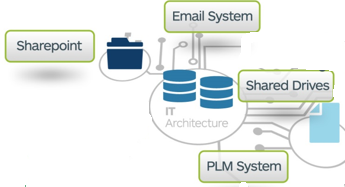 Email System
Sharepoint
Shared Drives
IT
Architecture
PLM System